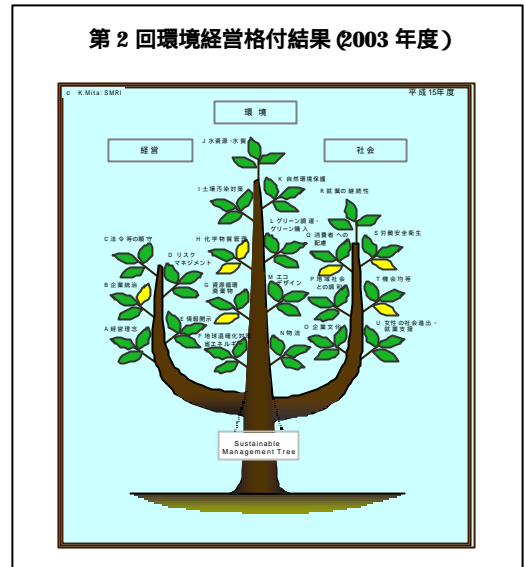 第 2 回環境経営格付結果 (2003 年度)
c K.Mita: SMRI
平成 15年度
環 境
経 営
社 会
J 水資源・水質
K 自然環境保護
I 土壌汚染対策
R 就業の継続性
L グリーン調達・
グリーン購入
C 法令等の順守
H 化学物質管理
Q 消費者への
配慮
S 労働安全衛生
D リスク
マネジメント
B 企業統治
G 資源循環
廃棄物
M エコ
デザイン
P 地域社会
との調和
T 機会均等
E 情報開示
A 経営理念
F 地球温暖化対策
省エネルギー
N 物流
O 企業文化
U 女性の社会進出・
就業支援
Sustainable
Management Tree